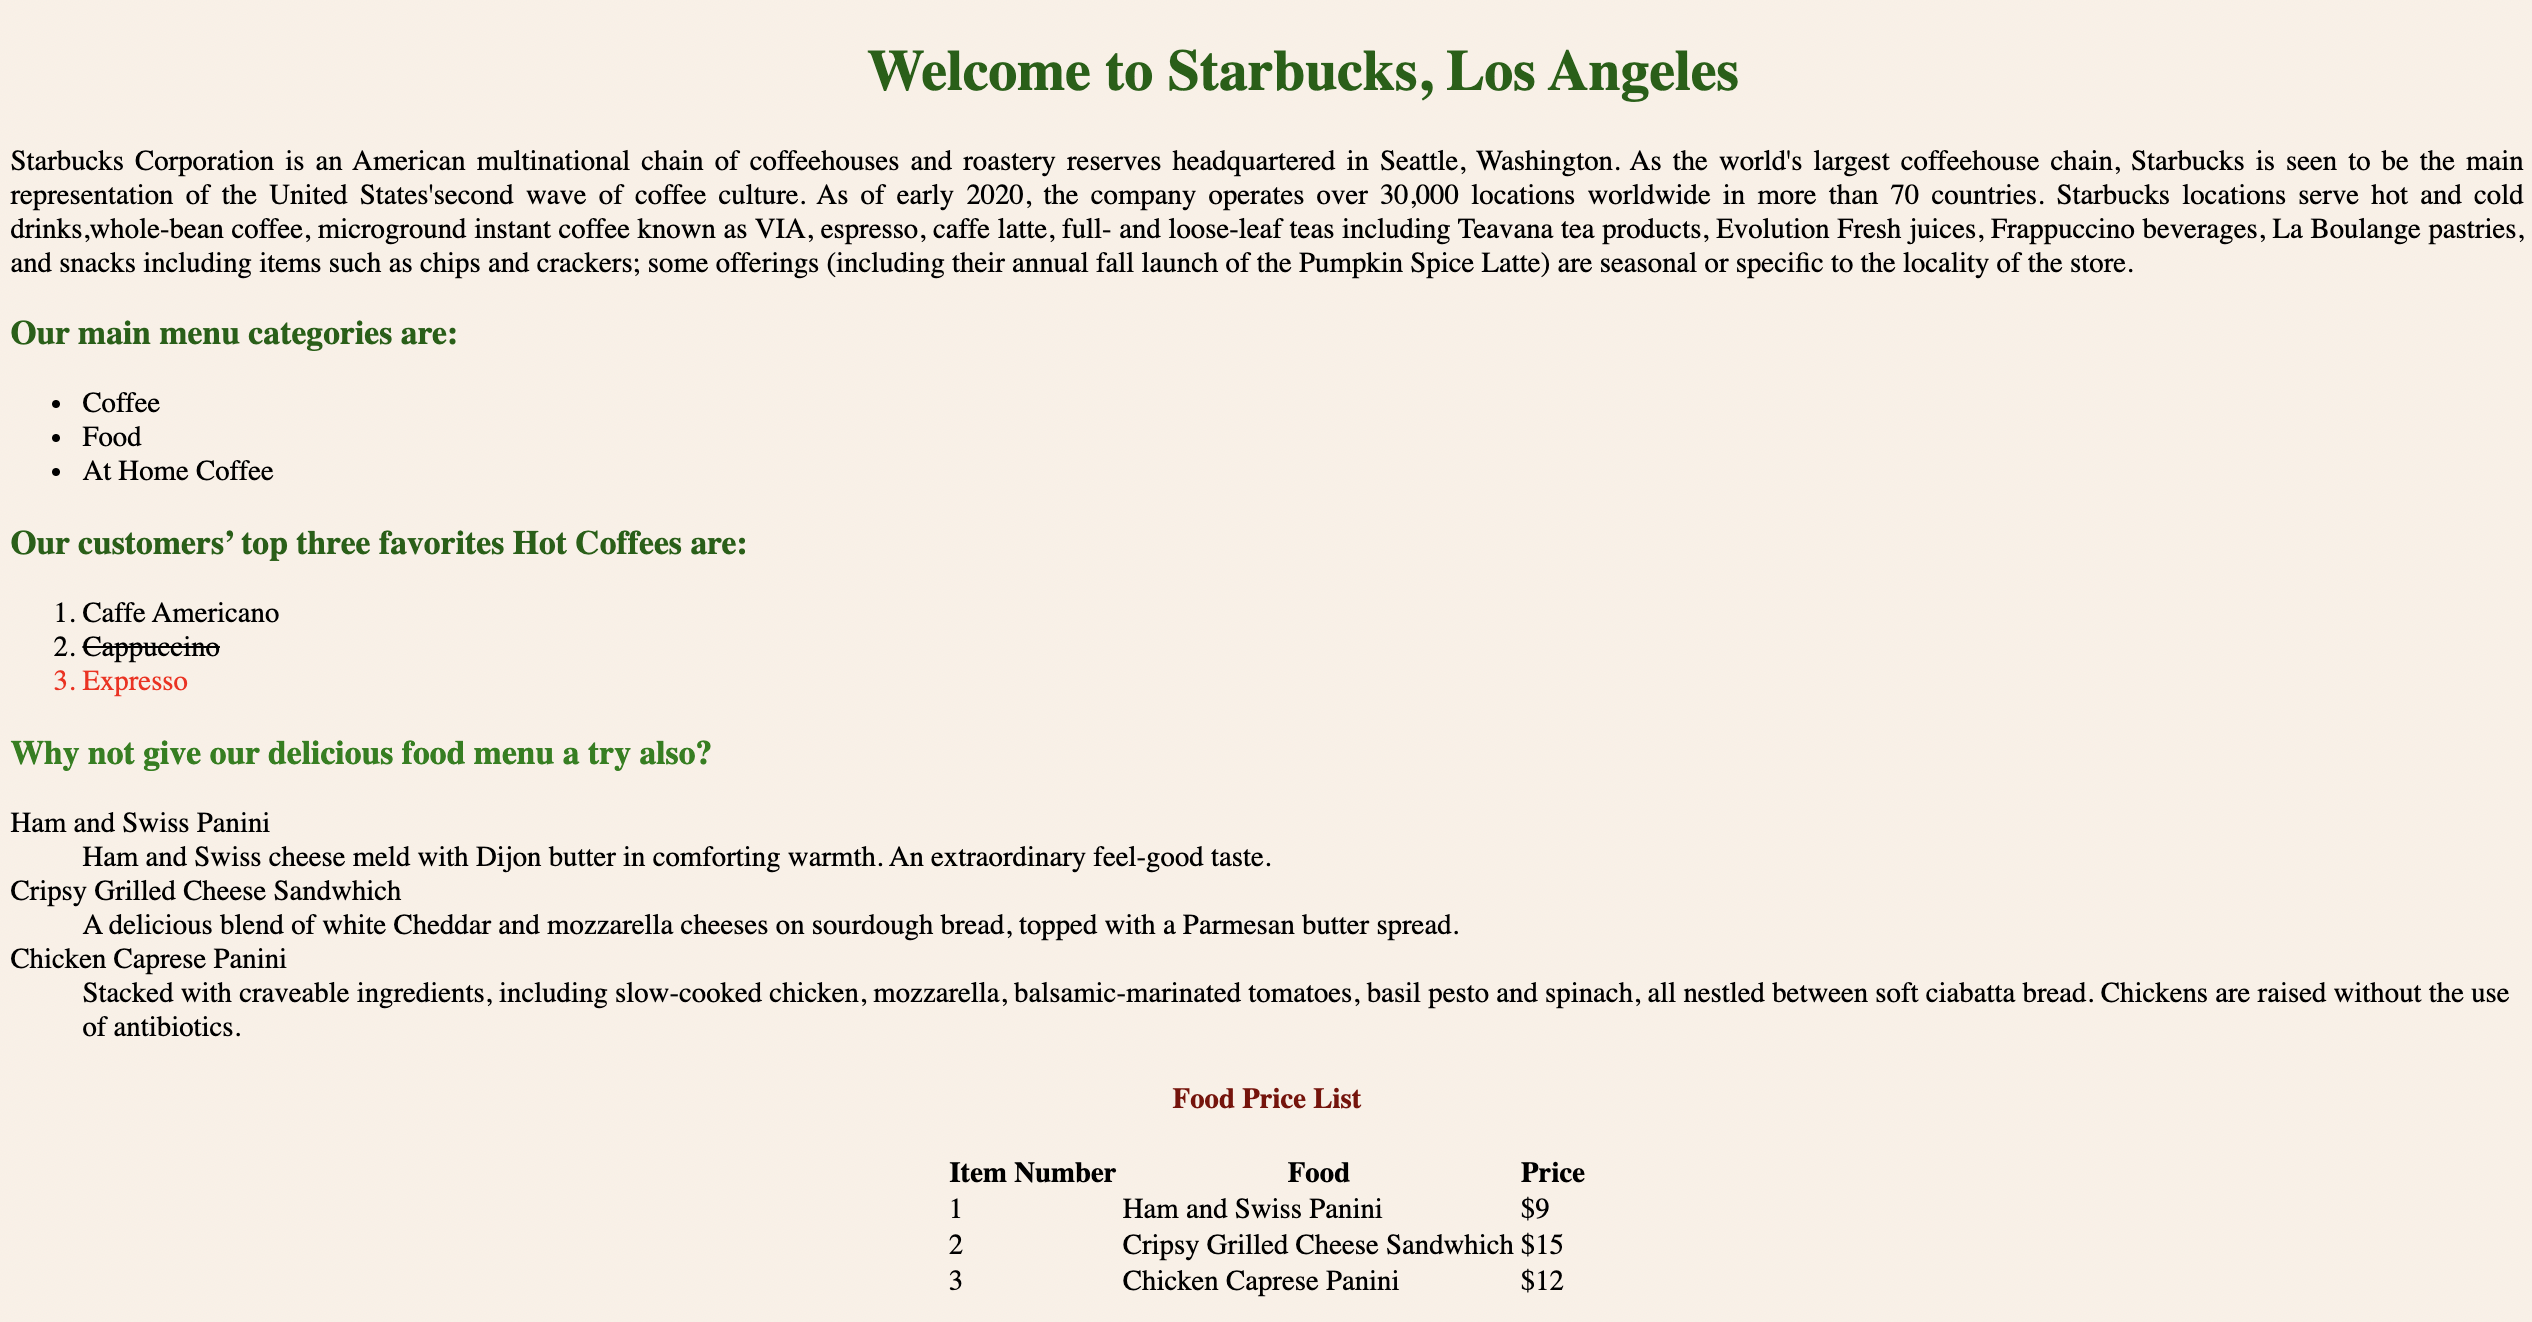 Welcome to Starbucks, Los Angeles
Starbucks Corporation is an American multinational chain of coffeehouses and roastery reserves headquartered in Seattle, Washington. As the world's largest coffeehouse chain, Starbucks is seen to be the main
representation of the United States'second wave of coffee culture. As of early 2020, the company operates over 30,000 locations worldwide in more than 70 countries. Starbucks locations serve hot and cold
drinks,whole-bean coffee, microground instant coffee known as VIA, espresso, caffe latte, full- and loose-leaf teas including Teavana tea products, Evolution Fresh juices, Frappuccino beverages, La Boulange pastries,
and snacks including items such as chips and crackers; some offerings (including their annual fall launch of the Pumpkin Spice Latte) are seasonal or specific to the locality of the store.
Our main menu categories are:
• Coffee
• Food
• At Home Coffee
Our customers’ top three favorites Hot Coffees are:
1. Caffe Americano
2. Cappuccino
3. Expresso
Why not give our delicious food menu a try also?
Ham and Swiss Panini
Ham and Swiss cheese meld with Dijon butter in comforting warmth. An extraordinary feel-good taste.
Cripsy Grilled Cheese Sandwhich
A delicious blend of white Cheddar and mozzarella cheeses on sourdough bread, topped with a Parmesan butter spread.
Chicken Caprese Panini
Stacked with craveable ingredients, including slow-cooked chicken, mozzarella, balsamic-marinated tomatoes, basil pesto and spinach, all nestled between soft ciabatta bread. Chickens are raised without the use
of antibiotics.
Food Price List
Item Number Food Price
1 Ham and Swiss Panini $9
2 Cripsy Grilled Cheese Sandwhich $15
3 Chicken Caprese Panini $12